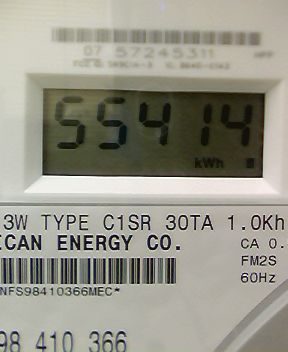 07 57245311
55414
kWh
3W TYPE C1SR 30TA 1.0Kh
ECAN ENERGY CO.
CA 0.
FM2S
60Hz
NFS98410366MEC*
98 410 366